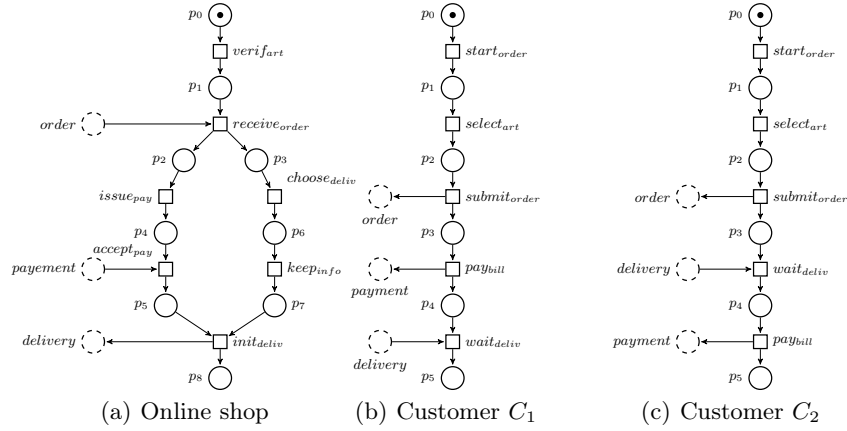 p0
verif_art
p1
order
receive_order
p2
p3
choose_deliv
issue_pay
p4
p6
accept_pay
payement
keep_info
p5
p7
delivery
init_deliv
p8
(a) Online shop
p0
start_order
p1
select_art
p2
submit_order
order
p3
pay_bill
payment
p4
wait_deliv
delivery
p5
(b) Customer C1
p0
start_order
p1
select_art
p2
order
submit_order
p3
delivery
wait_deliv
p4
payment
pay_bill
p5
(c) Customer C2